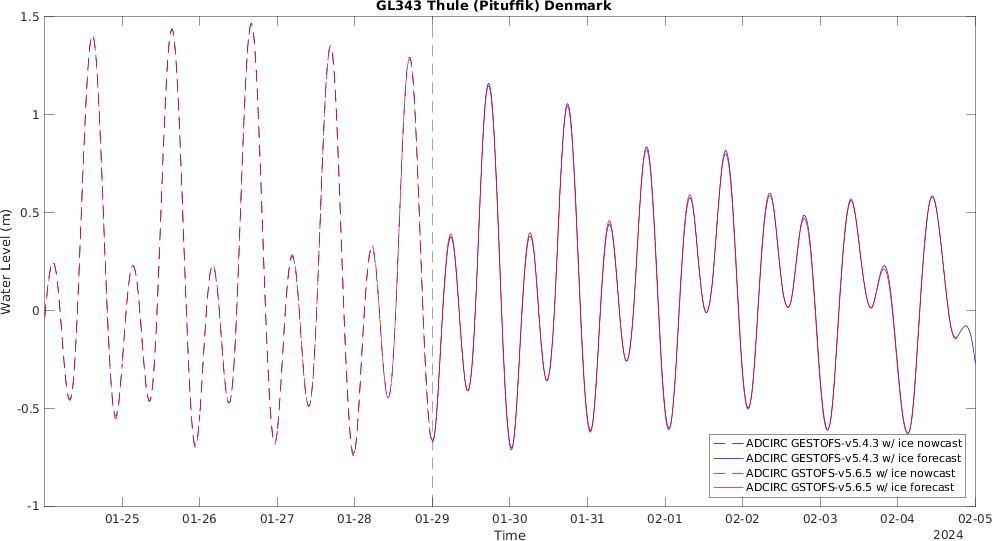 GL343 Thule (Pituffik) Denmark
Water Level (m)
1.5
1
0.5
0
-0.5
-1
01-25 01-26 01-27 01-28 01-29 01-30 01-31 02-01 02-02 02-03 02-04 02-05
Time
2024
ADCIRC GESTOFS-v5.4.3 w/ ice nowcast
ADCIRC GESTOFS-v5.4.3 w/ ice forecast
ADCIRC GSTOFS-v5.6.5 w/ ice nowcast
ADCIRC GSTOFS-v5.6.5 w/ ice forecast